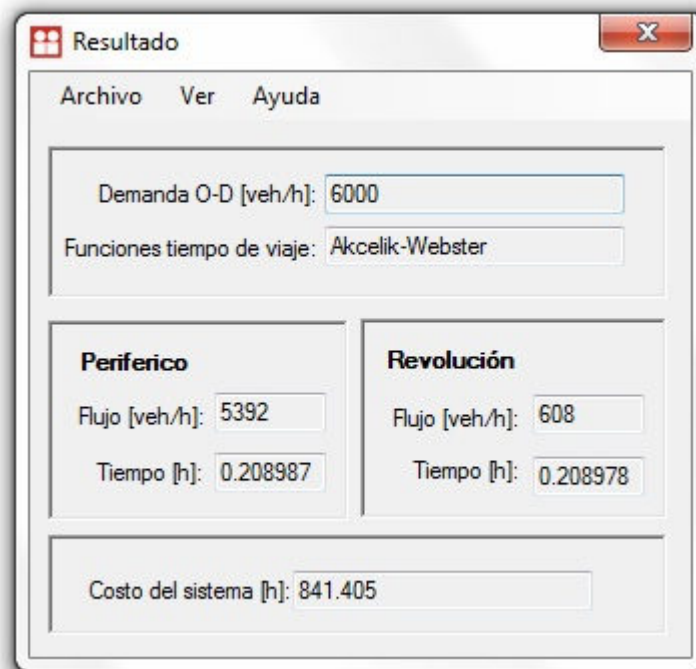 Resultado
Archivo Ver Ayuda
Demanda O-D [veh/h]: 6000
Funciones tiempo de viaje: Akcelik-Webster
Periferico
Flujo [veh/h]: 5392
Tiempo [h]: 0.208987
Revolución
Flujo [veh/h]: 608
Tiempo [h]: 0.208978
Costo del sistema [h]: 841.405